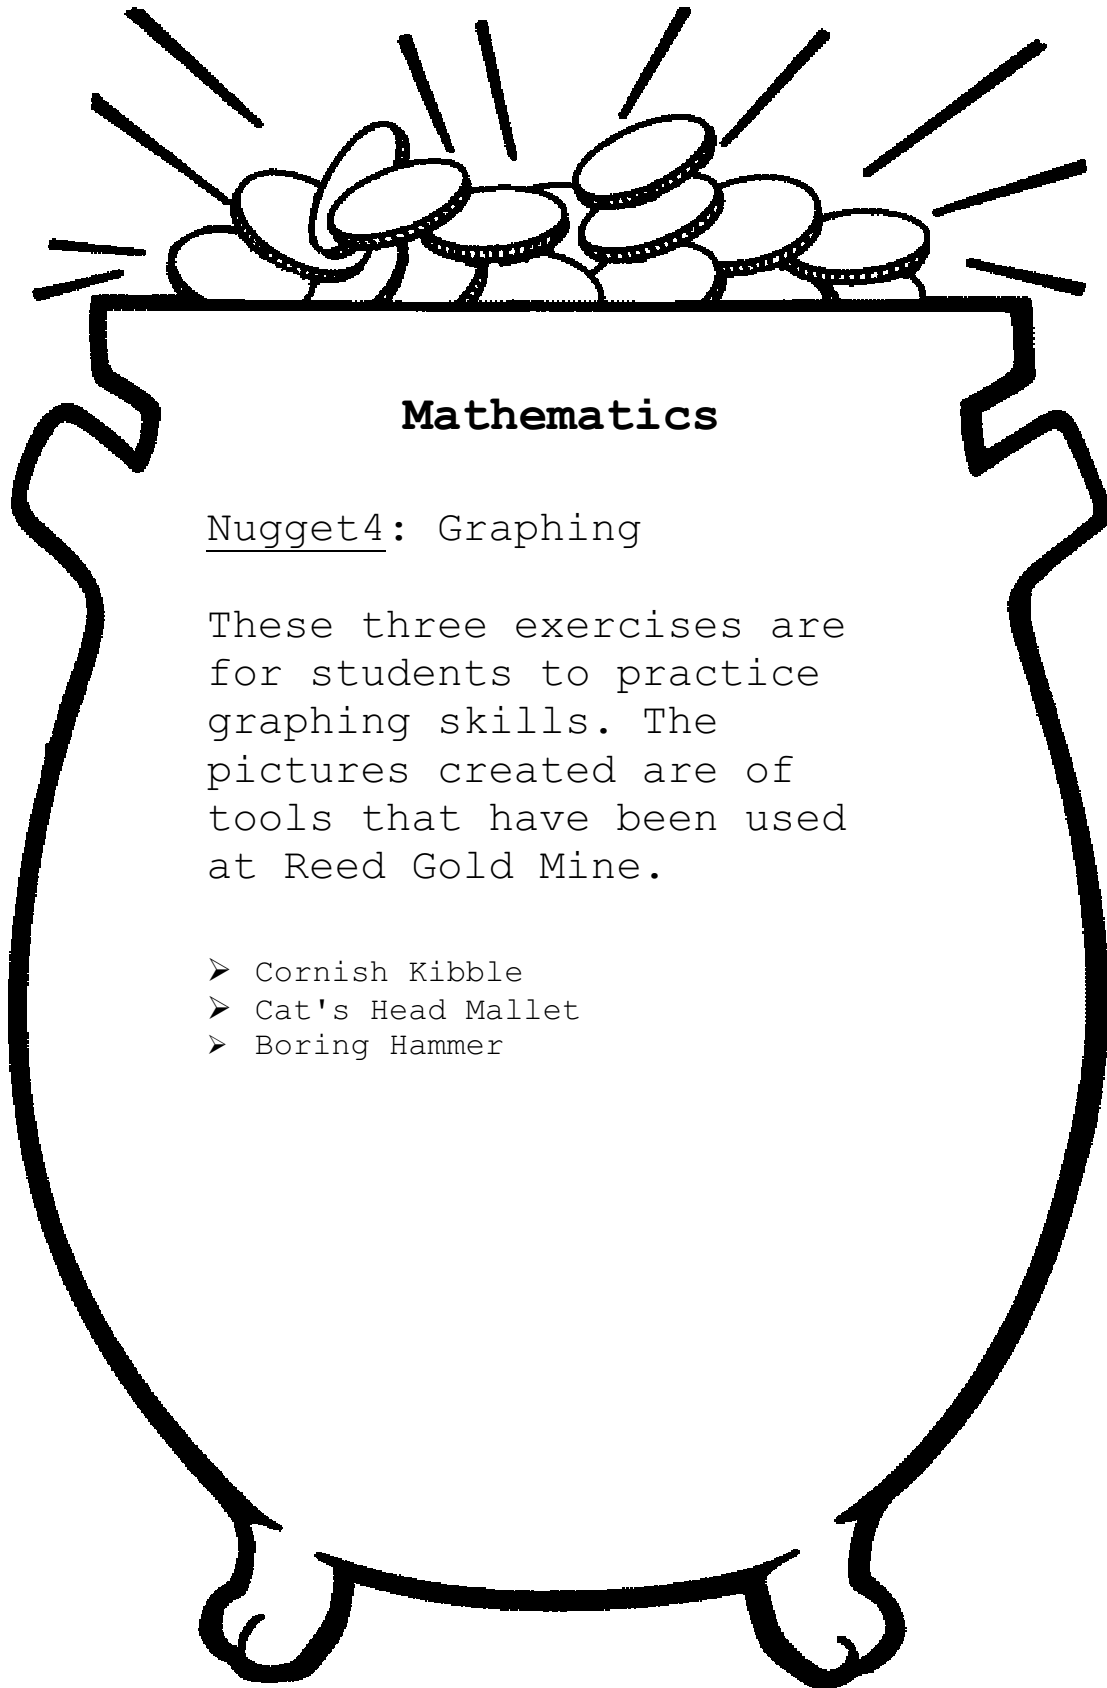 Mathematics
Nugget4: Graphing
These three exercises are
for students to practice
graphing skills. The
pictures created are of
tools that have been used
at Reed Gold Mine.
➢ Cornish Kibble
➢ Cat's Head Mallet
➢ Boring Hammer